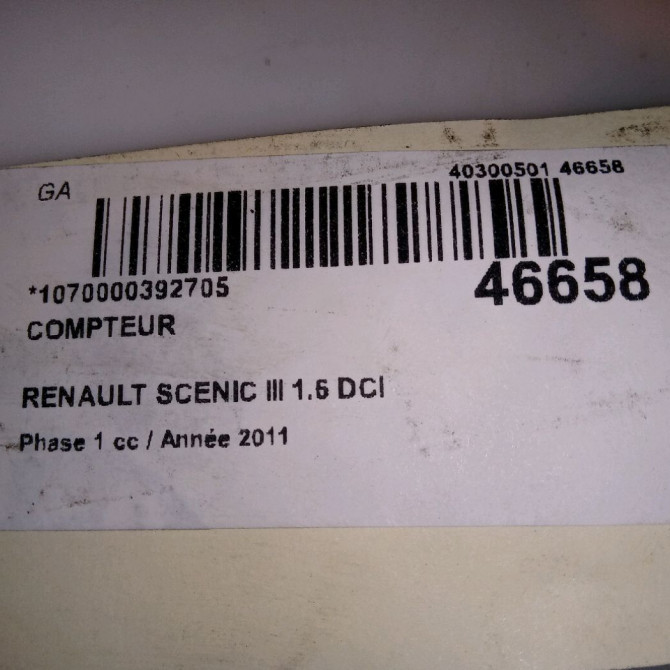 GA
40300501 46658
*1070000392705
46658
COMPTEUR
RENAULT SCENIC III 1.6 DCI
Phase 1 cc / Année 2011